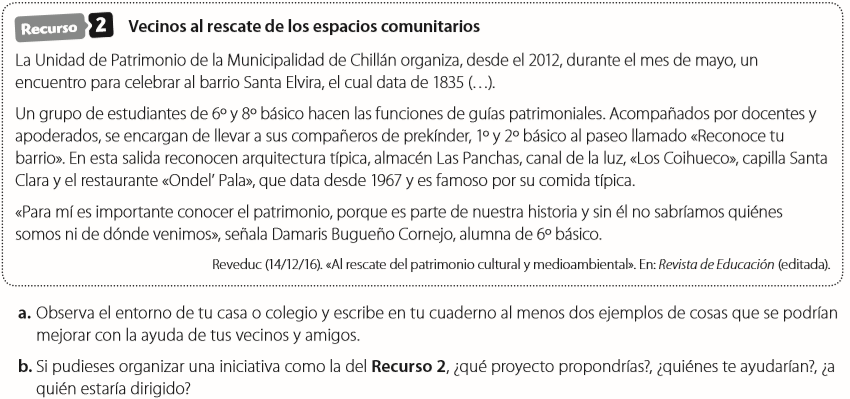 Recurso 2 Vecinos al rescate de los espacios comunitarios
La Unidad de Patrimonio de la Municipalidad de Chillán organiza, desde el 2012, durante el mes de mayo, un
encuentro para celebrar al barrio Santa Elvira, el cual data de 1835 (…).
Un grupo de estudiantes de 6º y 8º básico hacen las funciones de guías patrimoniales. Acompañados por docentes y
apoderados, se encargan de llevar a sus compañeros de prekínder, 1º y 2º básico al paseo llamado «Reconoce tu
barrio». En esta salida reconocen arquitectura típica, almacén Las Panchas, canal de la luz, «Los Coihueco», capilla Santa
Clara y el restaurante «Ondel’ Pala», que data desde 1967 y es famoso por su comida típica.
«Para mí es importante conocer el patrimonio, porque es parte de nuestra historia y sin él no sabríamos quiénes
somos ni de dónde venimos», señala Damaris Bugueño Cornejo, alumna de 6º básico.
Reveduc (14/12/16). «Al rescate del patrimonio cultural y medioambiental». En: Revista de Educación (editada).
a. Observa el entorno de tu casa o colegio y escribe en tu cuaderno al menos dos ejemplos de cosas que se podrían
mejorar con la ayuda de tus vecinos y amigos.
b. Si pudieses organizar una iniciativa como la del Recurso 2, ¿qué proyecto propondrías?, ¿quiénes te ayudarían?, ¿a
quién estaría dirigido?